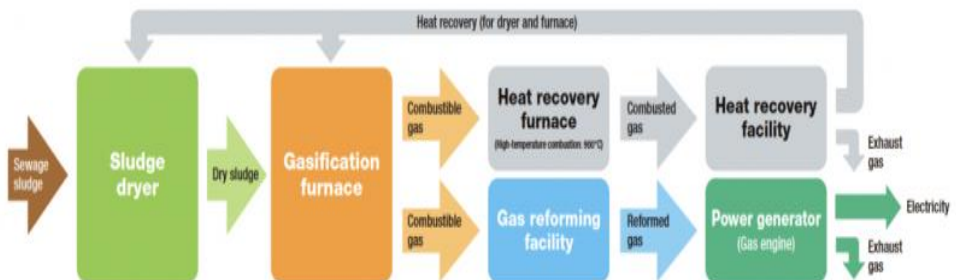 Heat recovery (for dryer and furnace)
Sewage
sludge
Sludge
dryer
Dry sludge
Gasification
furnace
Combustible
gas
Heat recovery
furnace
(High-temperature combustion: 900°C)
Combusted
gas
Heat recovery
facility
Exhaust
gas
Combustible
gas
Gas reforming
facility
Reformed
gas
Power generator
(Gas engine)
Electricity
Exhaust
gas